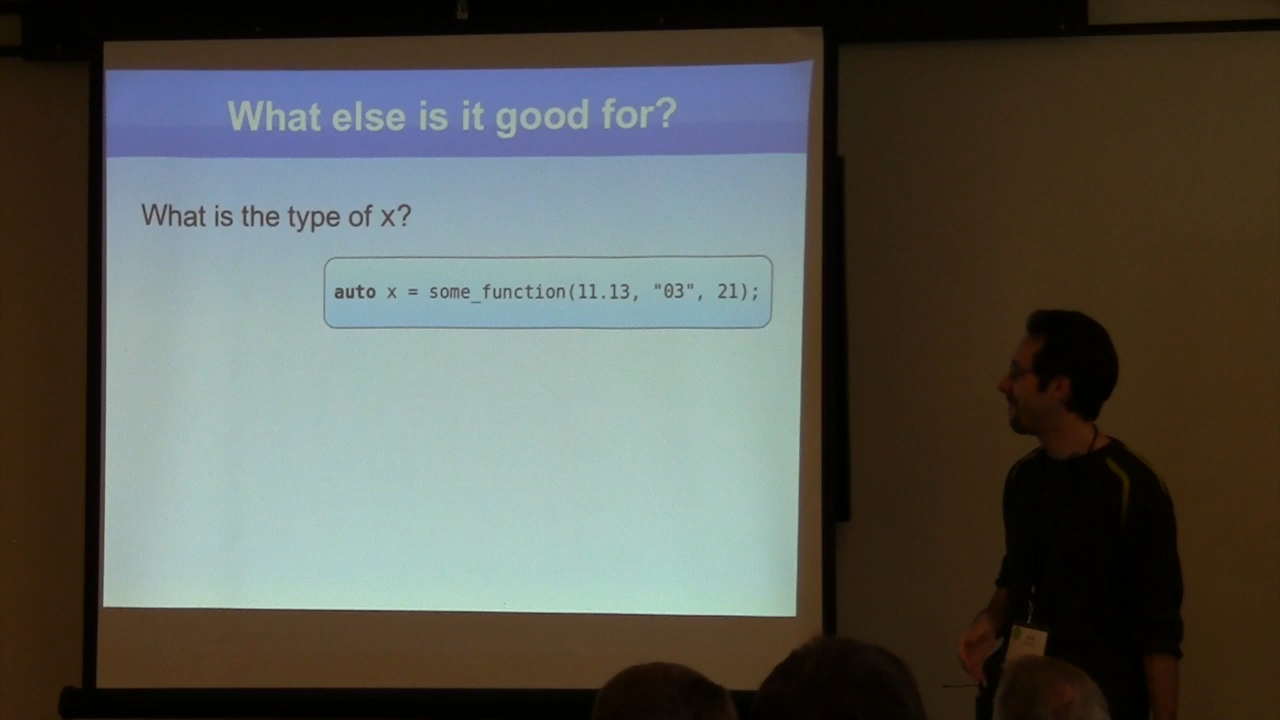 What else is it good for?
What is the type of x?
auto x = some_function(11.13, "03", 21);